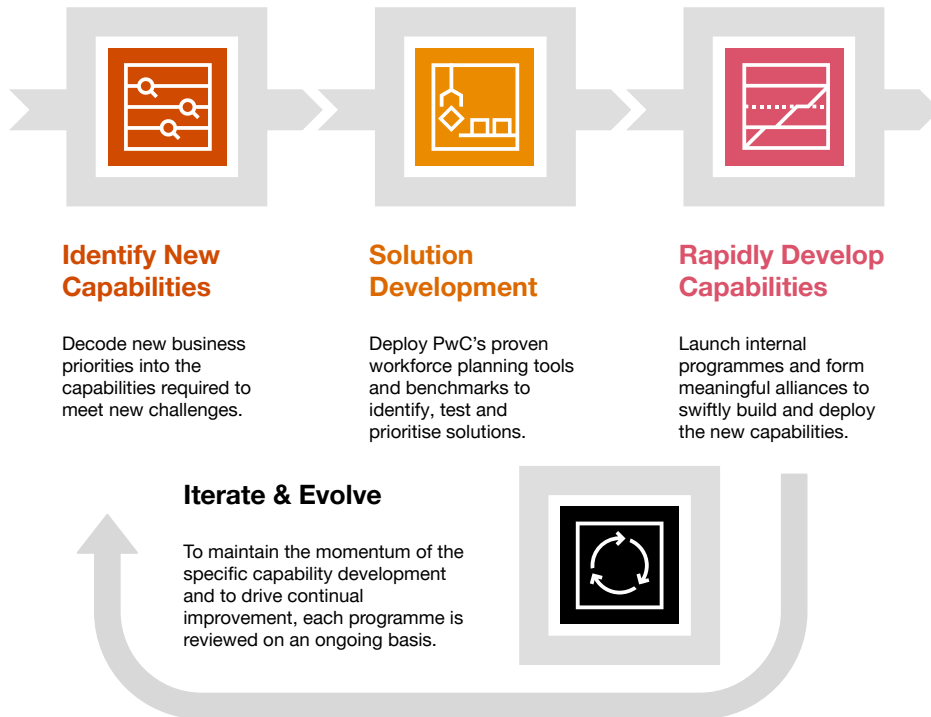 Identify New
Capabilities
Decode new business
priorities into the
capabilities required to
meet new challenges.
Solution
Development
Deploy PwC's proven
workforce planning tools
and benchmarks to
identify, test and
prioritise solutions.
Rapidly Develop
Capabilities
Launch internal
programmes and form
meaningful alliances to
swiftly build and deploy
the new capabilities.
Iterate & Evolve
To maintain the momentum of the
specific capability development
and to drive continual
improvement, each programme is
reviewed on an ongoing basis.